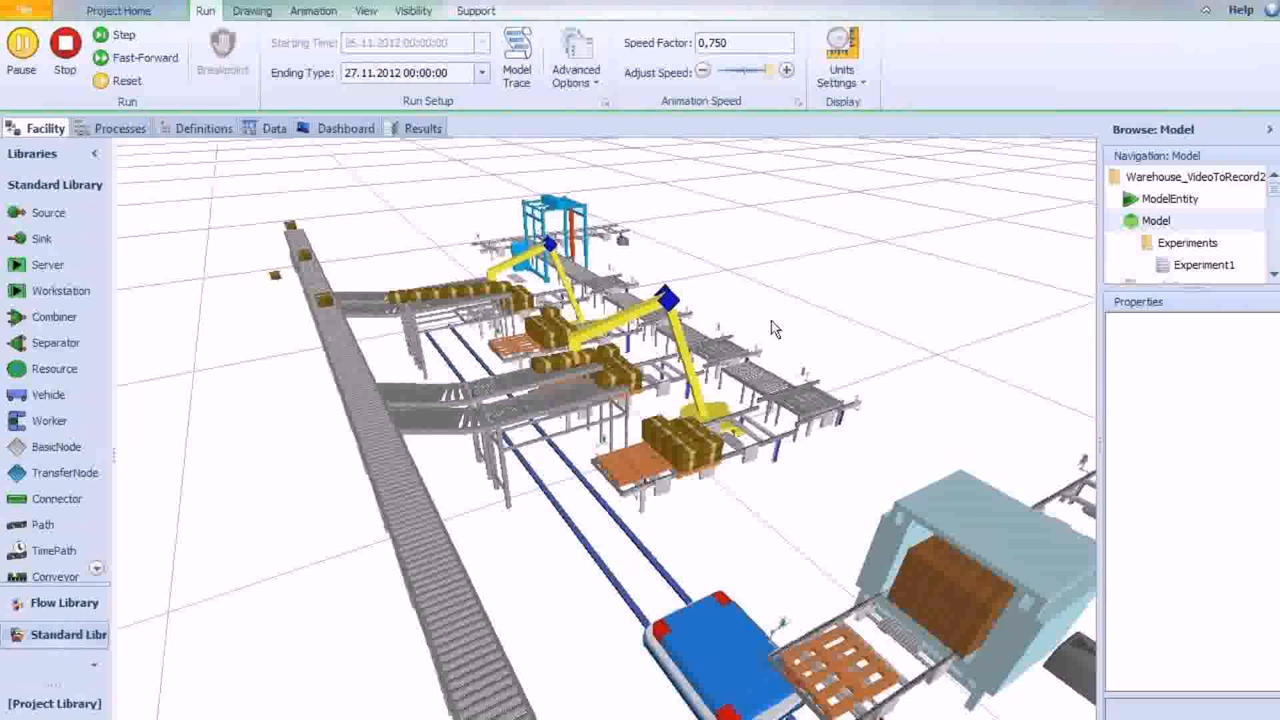 Project Home Run Drawing Animation View Visibility Support Help
Pause
Stop
Step
Fast-Forward
Reset
Run
Breakpoint
Starting Time:
Ending Type: 27.11.2012 00:00:00
Run Setup
Model Trace
Advanced Options
Speed Factor: 0,750
Adjust Speed:
Animation Speed
Units Settings
Display
Facility Processes Definitions Data Dashboard Results
Libraries
Standard Library
Source
Sink
Server
Workstation
Combiner
Separator
Resource
Vehicle
Worker
BasicNode
TransferNode
Connector
Path
TimePath
Conveyor
Flow Library
Standard Libr
[Project Library]
Browse: Model
Navigation: Model
Warehouse_VideoToRecord2
ModelEntity
Model
Experiments
Experiment1
Properties